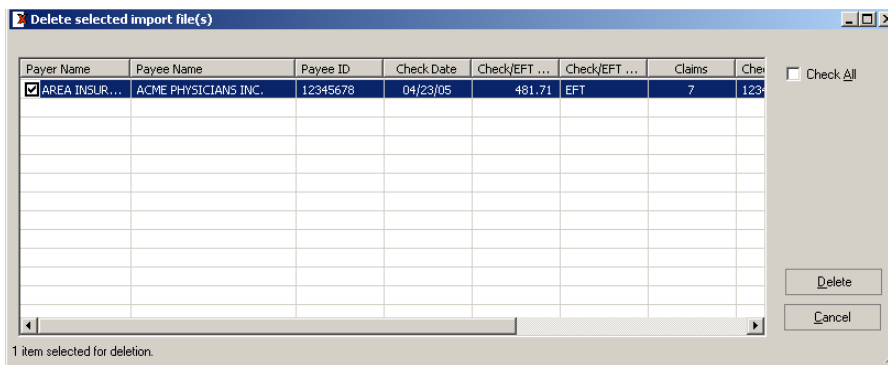 Delete selected import file(s)
Payer Name Payee Name Payee ID Check Date Check/EFT ... Check/EFT ... Claims Che
Check All
AREA INSUR... ACME PHYSICIANS INC. 12345678 04/23/05 481.71 EFT 7 1234
Delete
Cancel
1 item selected for deletion.